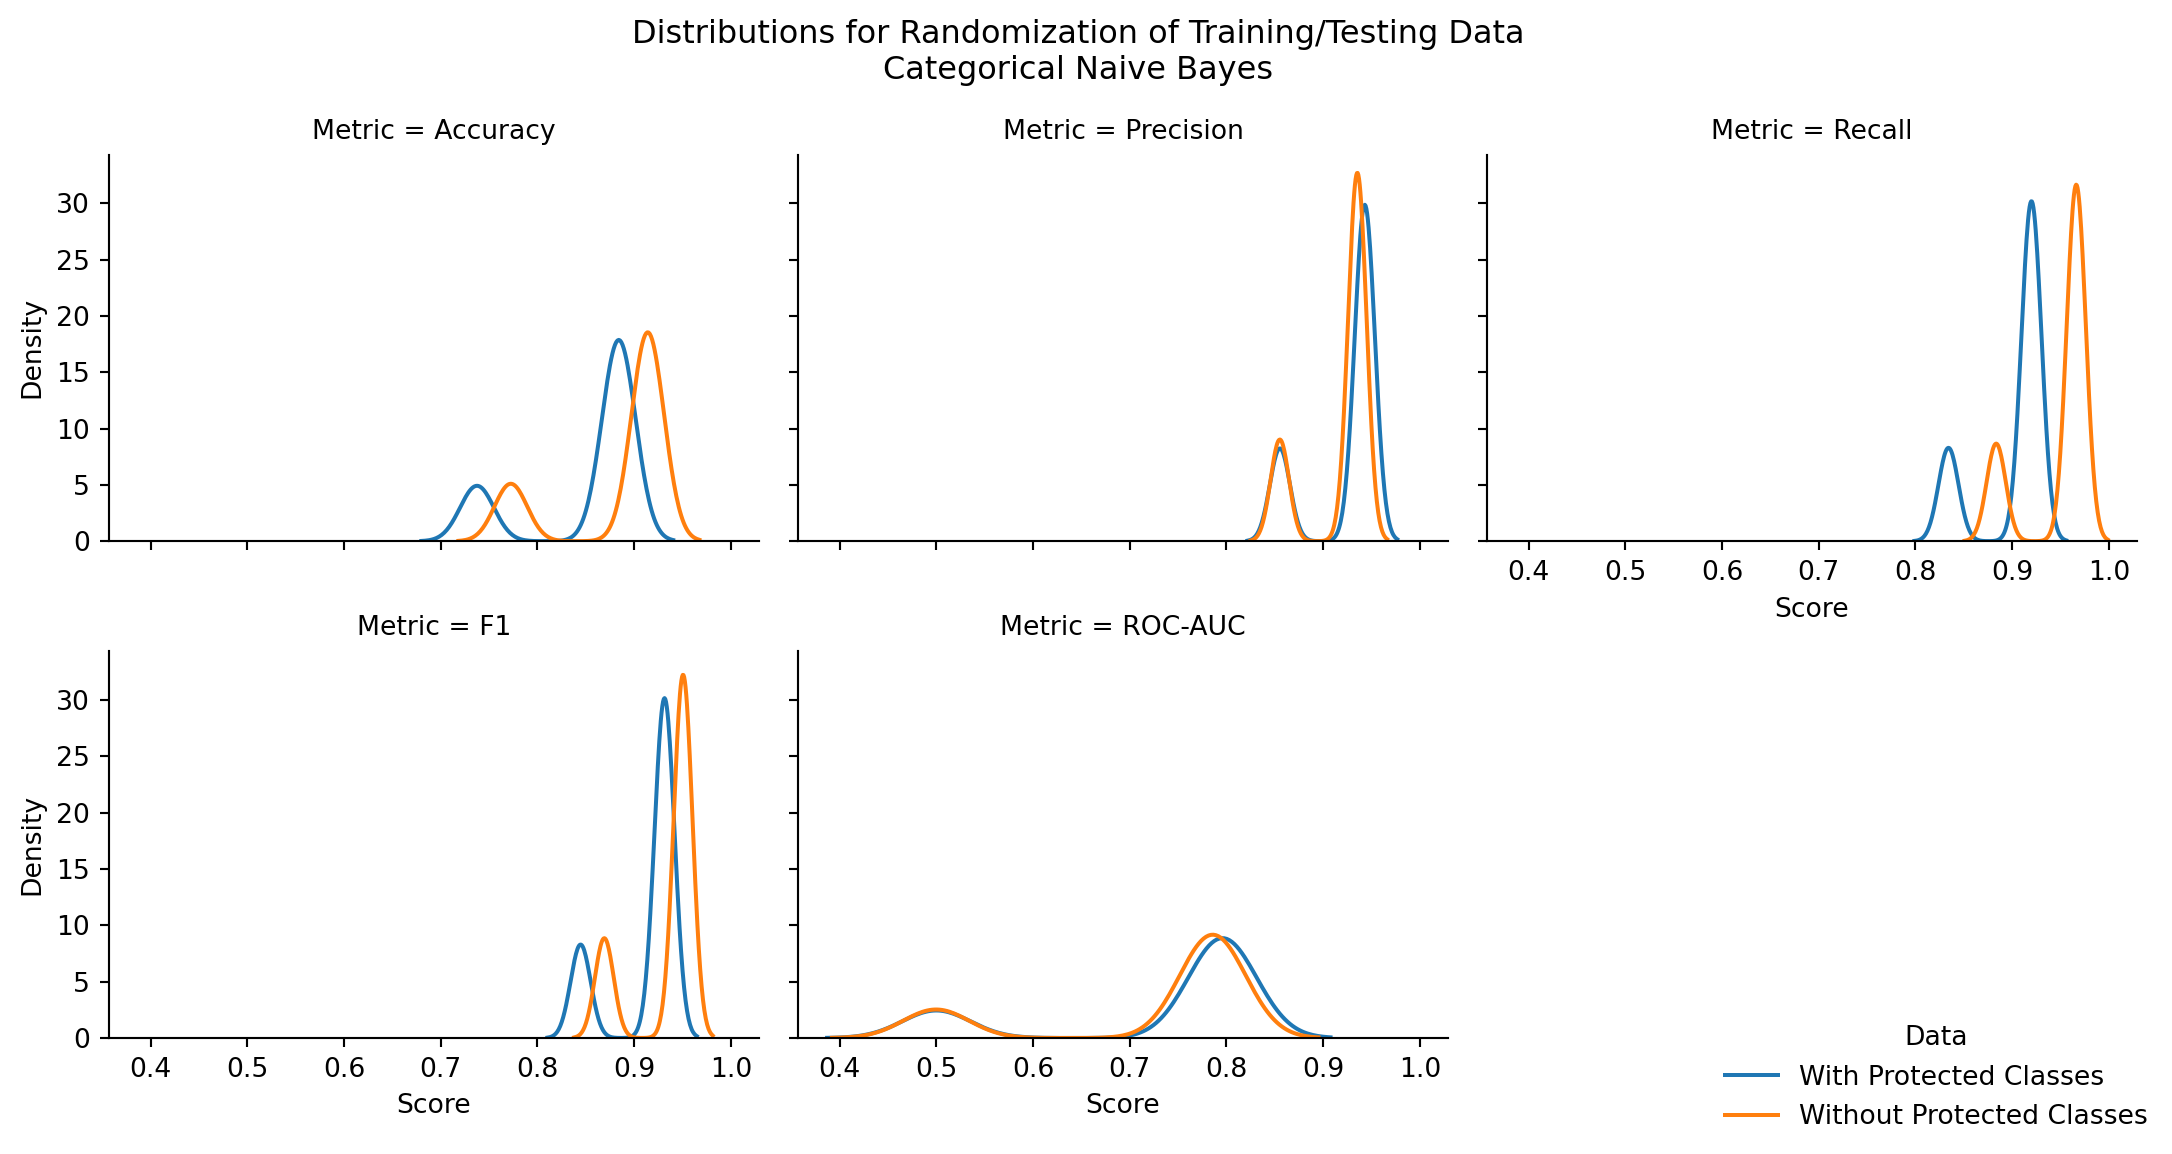 Distributions for Randomization of Training/Testing Data
Categorical Naive Bayes
Metric = Accuracy
Metric = Precision
Metric = Recall
30
25
20
15
10
5
0
Density
0.4 0.5 0.6 0.7 0.8 0.9 1.0
Score
Metric = F1
Metric = ROC-AUC
30
25
20
15
10
5
0
Density
0.4 0.5 0.6 0.7 0.8 0.9 1.0
Score
0.4 0.5 0.6 0.7 0.8 0.9 1.0
Score
Data
With Protected Classes
Without Protected Classes